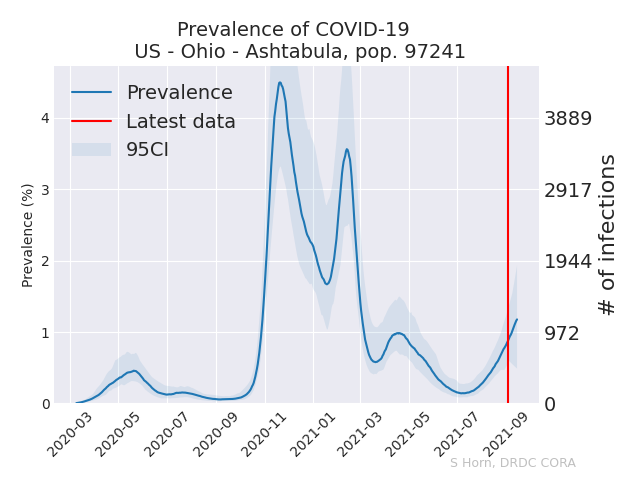 Prevalence of COVID-19
US - Ohio - Ashtabula, pop. 97241
Prevalence
Latest data
95CI
Prevalence (%)
4
3
2
1
0
3889
2917
1944
972
0
# of infections
2020-03
2020-05
2020-07
2020-09
2020-11
2021-01
2021-03
2021-05
2021-07
2021-09
S Horn, DRDC CORA